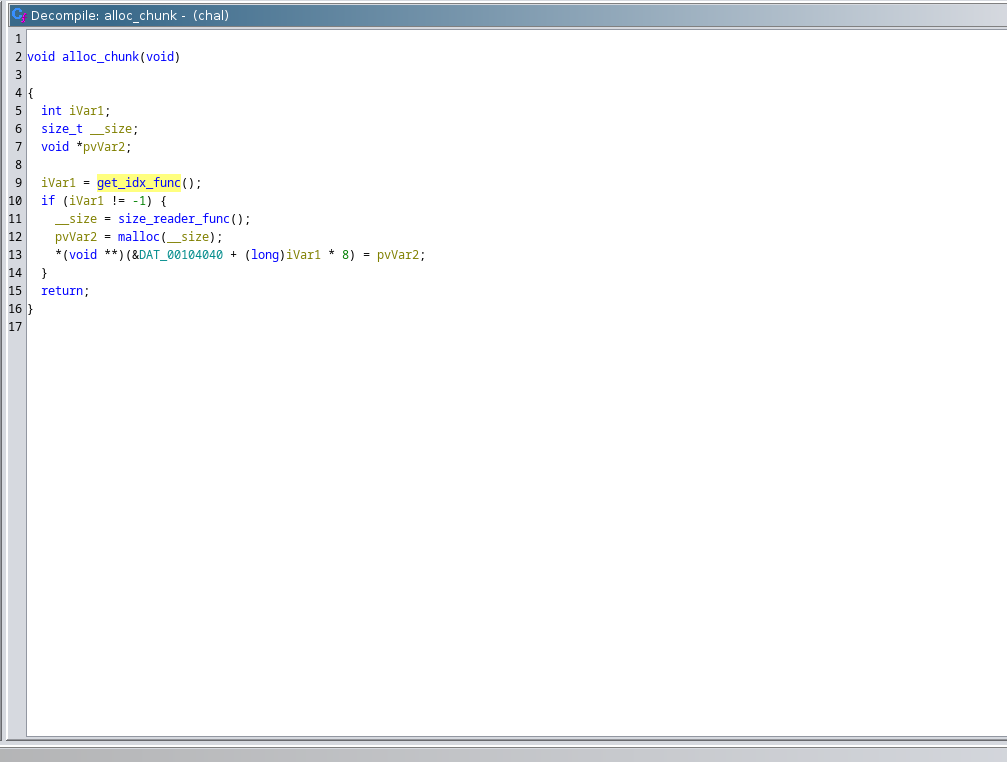 Decompile: alloc_chunk - (chal)
1
2 void alloc_chunk(void)
3
4 {
5   int iVar1;
6   size_t __size;
7   void *pvVar2;
8
9   iVar1 = get_idx_func();
10   if (iVar1 != -1) {
11     __size = size_reader_func();
12     pvVar2 = malloc(__size);
13     *(void **)(&DAT_00104040 + (long)iVar1 * 8) = pvVar2;
14   }
15   return;
16 }
17